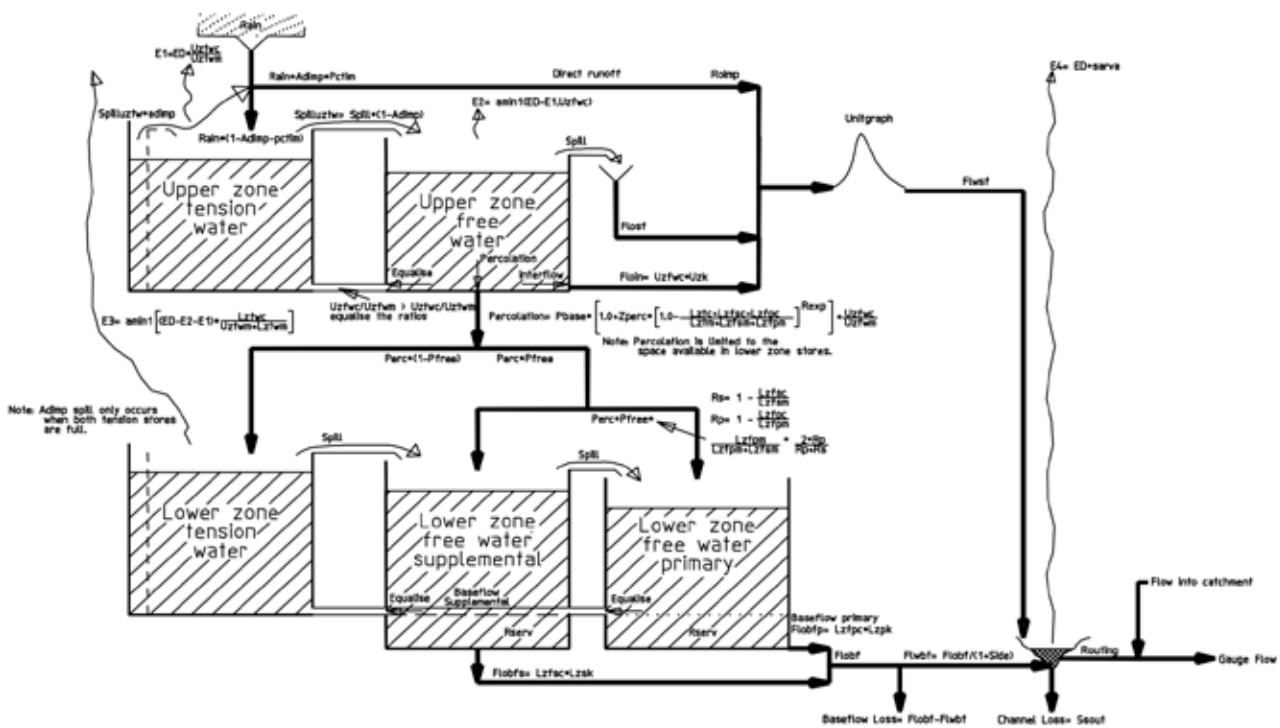 Rain
E1=ED*Uztwc/Uztwm
Rain*Adimp*Pctim
Direct runoff
Roimp
E4= ED*sarva
Spilluztw*adimp
Spilluztw= Spill*(1-Adimp)
E2= amin1(ED-E1,Uzfwc)
Unitgraph
Rain*(1-Adimp-pctim)
Spill
Upper zone
tension
water
Upper zone
free
water
Flwsf
Flosf
Percolation
Equalise
Interflow
Floin= Uzfwc*Uzk
Uzfwc/Uzfwm > Uztwc/Uztwm
equalise the ratios
E3= amin1[(ED-E2-E1)*Lztwc/Uztwm+Lztwm]
Percolation= Pbase*[1.0+Zperc*[1.0-Lztc+Lzfsc+Lzfpc/Lztm+Lzfsm+Lzfpm]Rexp]*Uzfwc/Uzfwm
Note: Percolation is limited to the
space available in lower zone stores.
Perc*(1-Pfree)
Perc*Pfree
Note: Adimp spill only occurs
when both tension stores
are full.
Rs= 1 - Lzfsc/Lzfsm
Rp= 1 - Lzfpc/Lzfpm
Perc*Pfree*
Lzfpm/Lzfpm+Lzfsm * 2*Rp/Rp+Rs
Spill
Spill
Lower zone
tension
water
Lower zone
free water
supplemental
Lower zone
free water
primary
Flow into catchment
Equalise
Baseflow
Supplemental
Equalise
Baseflow primary
Flobfp= Lzfpc*Lzpk
Rserv
Rserv
Flobf
Flwbf= Flobf/(1+Side)
Routing
Gauge Flow
Flobfs= Lzfsc*Lzsk
Baseflow Loss= Flobf-Flwbf
Channel Loss= Ssout